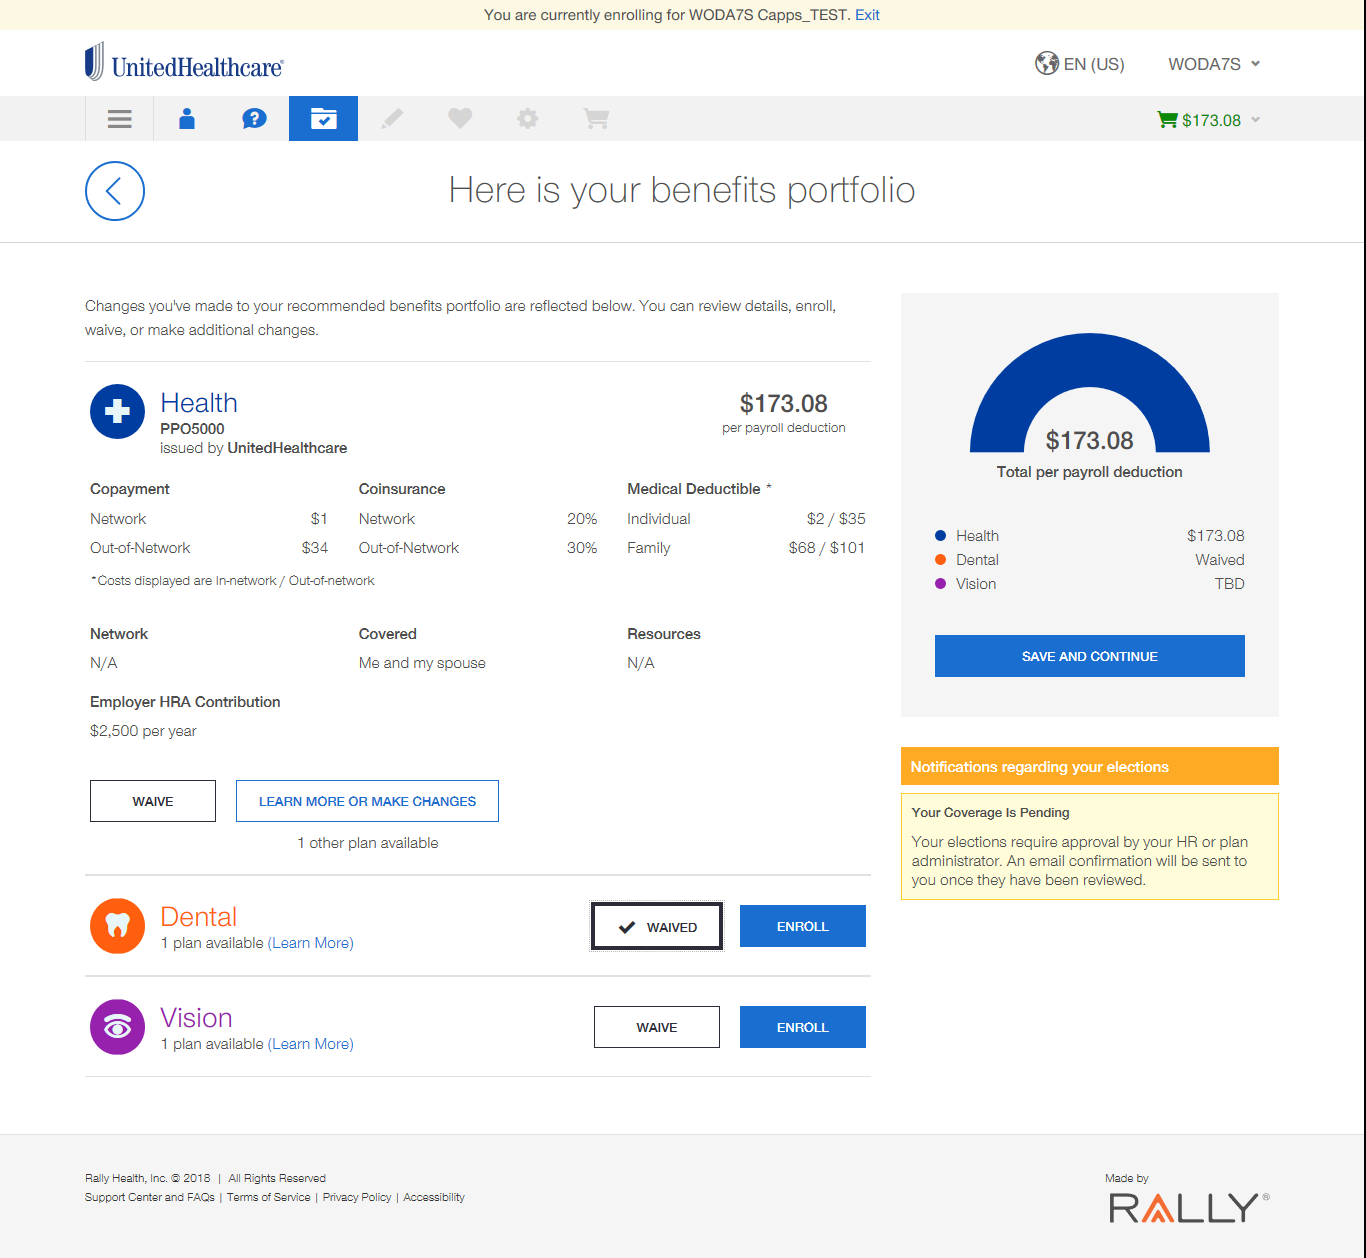 You are currently enrolling for WODA7S Capps_TEST. Exit
UnitedHealthcare®
EN (US)
WODA7S
$173.08
Here is your benefits portfolio
Changes you've made to your recommended benefits portfolio are reflected below. You can review details, enroll,
waive, or make additional changes.
Health
PPO5000
issued by UnitedHealthcare
$173.08
per payroll deduction
Copayment
Network $1
Out-of-Network $34
Coinsurance
Network 20%
Out-of-Network 30%
Medical Deductible *
Individual $2 / $35
Family $68 / $101
*Costs displayed are In-network / Out-of-network
Network
N/A
Covered
Me and my spouse
Resources
N/A
Employer HRA Contribution
$2,500 per year
WAIVE
LEARN MORE OR MAKE CHANGES
1 other plan available
Dental
1 plan available (Learn More)
WAIVED
ENROLL
Vision
1 plan available (Learn More)
WAIVE
ENROLL
$173.08
Total per payroll deduction
Health $173.08
Dental Waived
Vision TBD
SAVE AND CONTINUE
Notifications regarding your elections
Your Coverage Is Pending
Your elections require approval by your HR or plan
administrator. An email confirmation will be sent to
you once they have been reviewed.
Rally Health, Inc. © 2018 | All Rights Reserved
Support Center and FAQs | Terms of Service | Privacy Policy | Accessibility
Made by
RALLY®